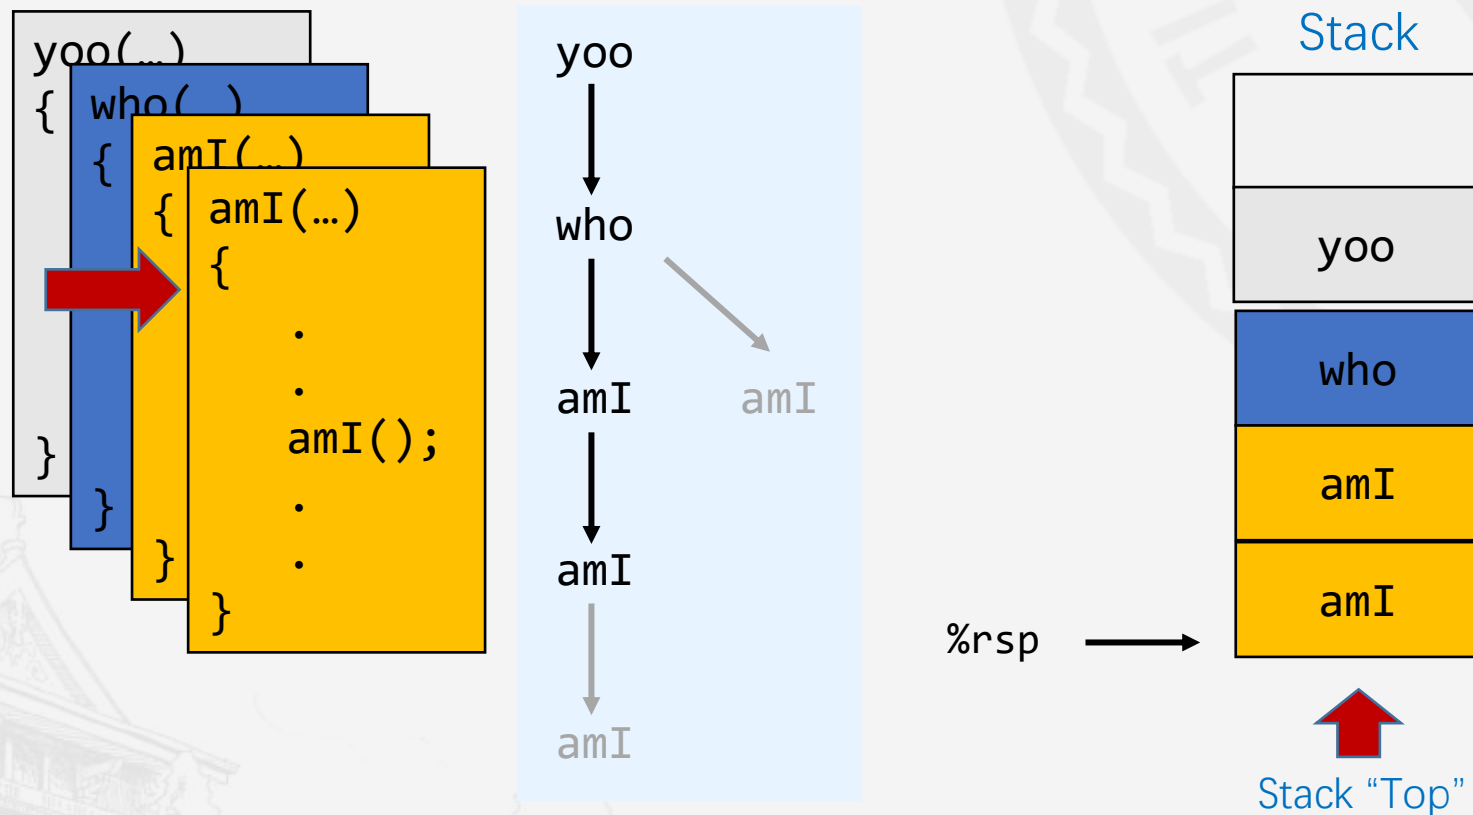 yoo(…)
{
}
who(…)
{
}
amI(…)
{
}
amI(…)
{
.
.
amI();
.
.
}
yoo
who
amI
amI
amI
amI
Stack
yoo
who
amI
amI
%rsp
Stack “Top”